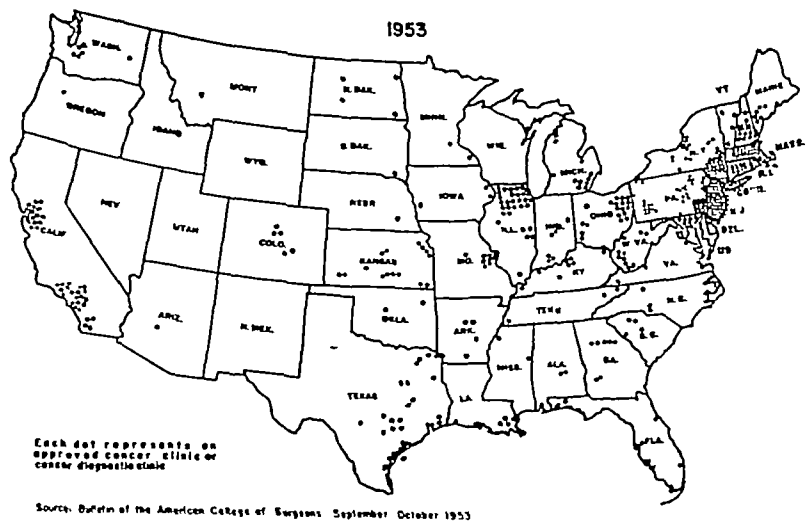 1953
WASH.
MONT
N. DAK.
MINN.
VT
MAINE
OREGON
IDAHO
S. DAK.
WIS.
MICH.
MASS.
R.I.
WYO.
NEBR
IOWA
PA.
N J
NEV
UTAH
COLO.
KANSAS
MO.
ILL.
IND.
OHIO
W VA.
DEL.
MD
CALIF
KY
VA.
ARIZ.
N. MEX.
OKLA.
ARK.
TENN
N. C.
S. C.
TEXAS
LA
MISS.
ALA.
GA.
FLA.
Each dot represents an
approved cancer clinic or
cancer diagnostic clinic
Source: Bulletin of the American College of Surgeons September October 1953